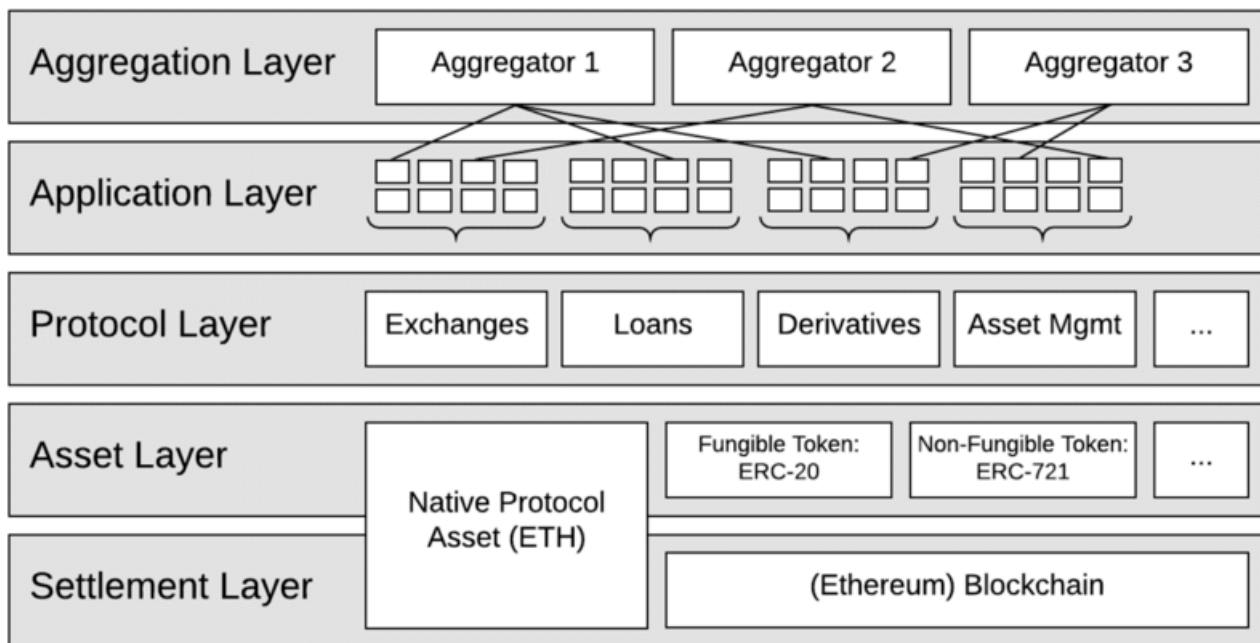 Aggregation Layer
Aggregator 1
Aggregator 2
Aggregator 3
Application Layer
Protocol Layer
Exchanges
Loans
Derivatives
Asset Mgmt
...
Asset Layer
Native Protocol
Asset (ETH)
Fungible Token:
ERC-20
Non-Fungible Token:
ERC-721
...
Settlement Layer
(Ethereum) Blockchain